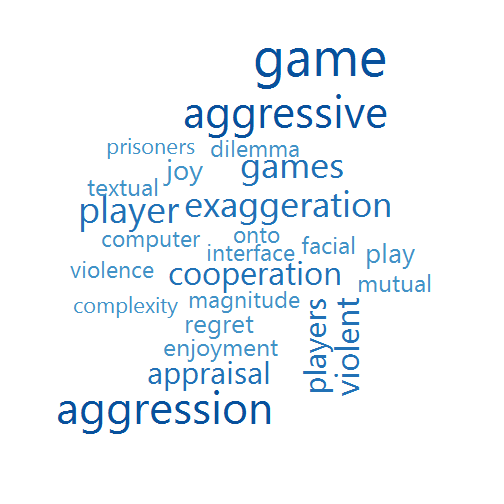 game
aggressive
prisoners dilemma
joy games
textual
player exaggeration
computer onto
interface facial play
violence cooperation mutual
complexity magnitude
regret players violent
enjoyment
appraisal
aggression